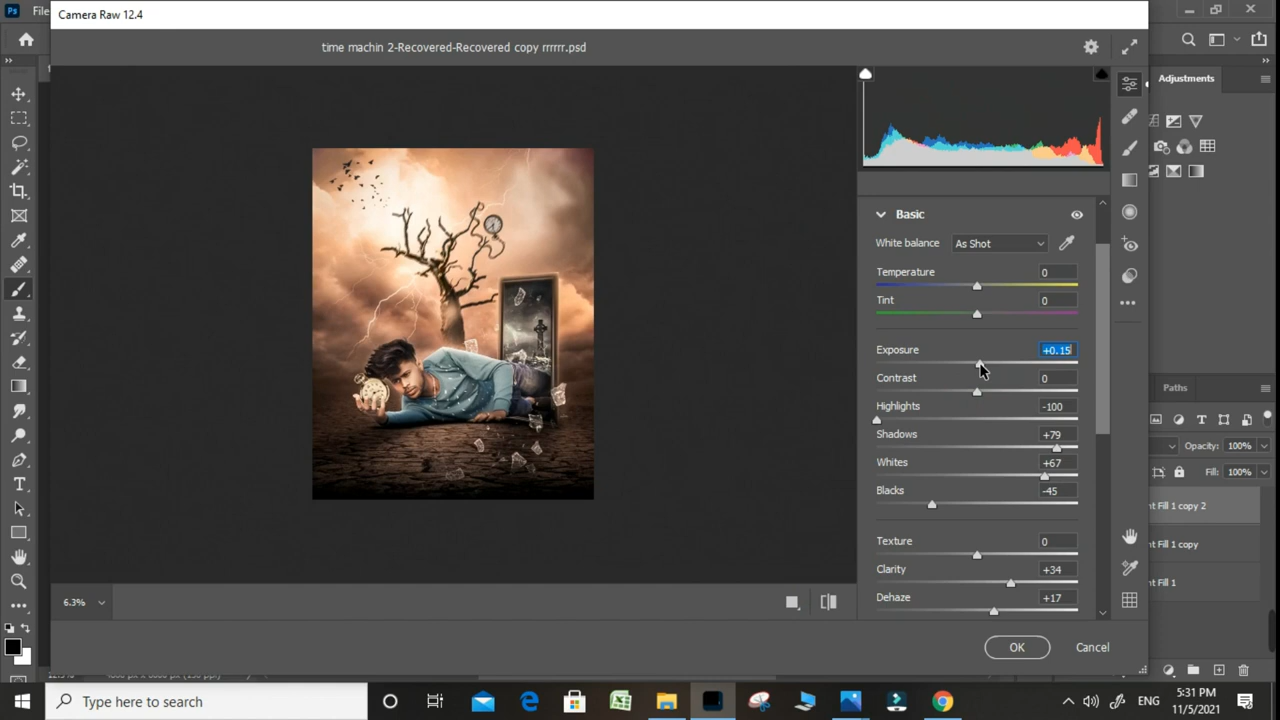 Camera Raw 12.4
Ps File
time machin 2-Recovered-Recovered copy rrrrrr.psd
Adjustments
Basic
White balance As Shot
Temperature 0
Tint 0
Exposure +0.15
Contrast 0
Paths
Highlights -100
Shadows +79
Opacity: 100%
Whites +67
Fill: 100%
Blacks -45
nt Fill 1 copy 2
Texture 0
nt Fill 1 copy
Clarity +34
nt Fill 1
Dehaze +17
6.3%
OK Cancel
Type here to search
ENG
5:31 PM
11/5/2021